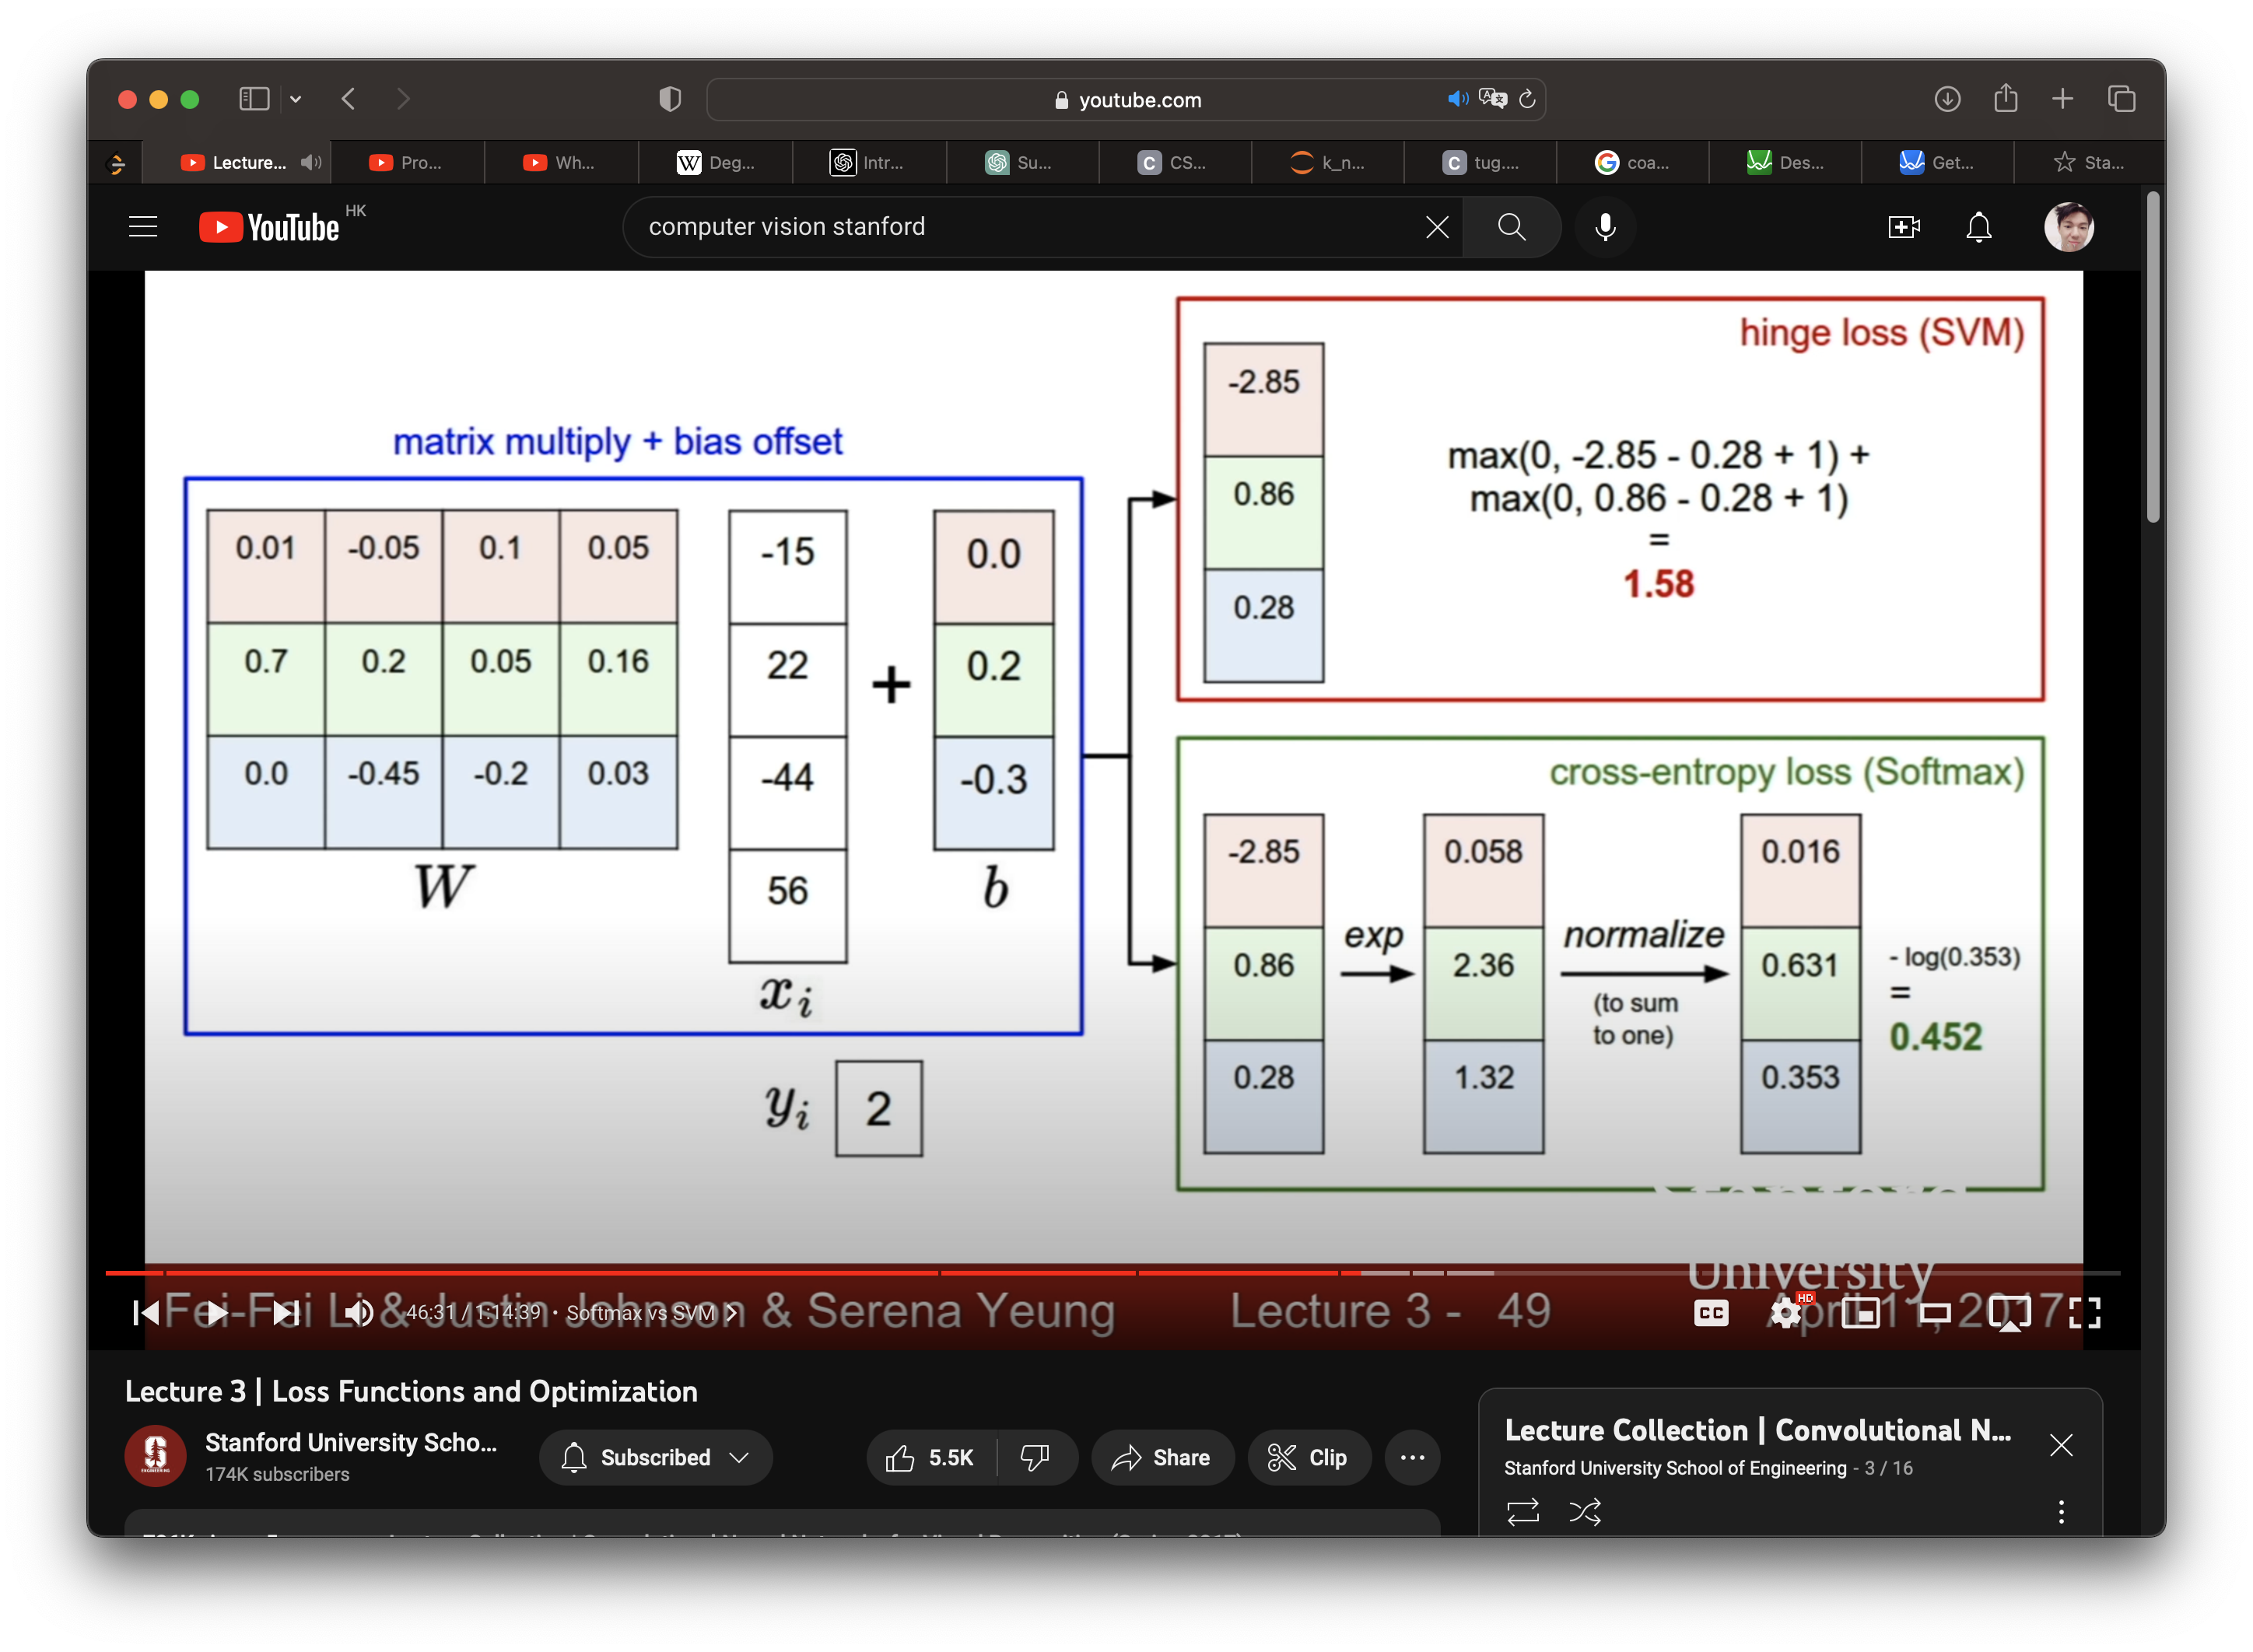 youtube.com
Lecture...
Pro...
Wh...
W Deg...
Intr...
Su...
C CS...
k_n...
C tug....
G coa...
Des...
Get...
Sta...
YouTube HK
computer vision stanford
matrix multiply + bias offset
0.01 -0.05 0.1 0.05
0.7 0.2 0.05 0.16
0.0 -0.45 -0.2 0.03
W
-15
22
-44
56
xi
+
0.0
0.2
-0.3
b
yi 2
hinge loss (SVM)
-2.85
0.86
0.28
max(0, -2.85 - 0.28 + 1) +
max(0, 0.86 - 0.28 + 1)
=
1.58
cross-entropy loss (Softmax)
-2.85
0.86
0.28
exp
0.058
2.36
1.32
normalize
(to sum
to one)
0.016
0.631
0.353
- log(0.353)
=
0.452
University
Fei-Fei Li & Justin Johnson & Serena Yeung
Lecture 3 - 49
April 11, 2017
46:31 / 1:14:39 • Softmax vs SVM
CC
HD
Lecture 3 | Loss Functions and Optimization
Stanford University Scho...
174K subscribers
Subscribed
5.5K
Share
Clip
Lecture Collection | Convolutional N...
Stanford University School of Engineering - 3 / 16